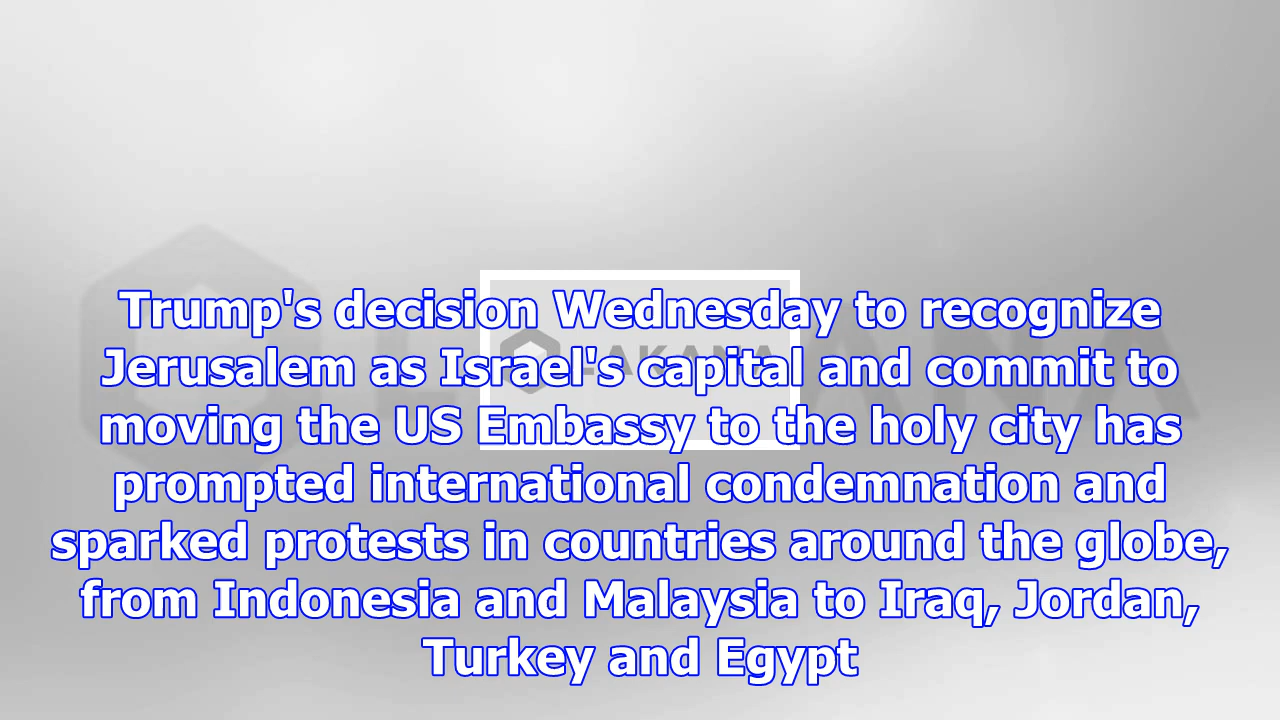 Trump's decision Wednesday to recognize
Jerusalem as Israel's capital and commit to
moving the US Embassy to the holy city has
prompted international condemnation and
sparked protests in countries around the globe,
from Indonesia and Malaysia to Iraq, Jordan,
Turkey and Egypt
LAKANA